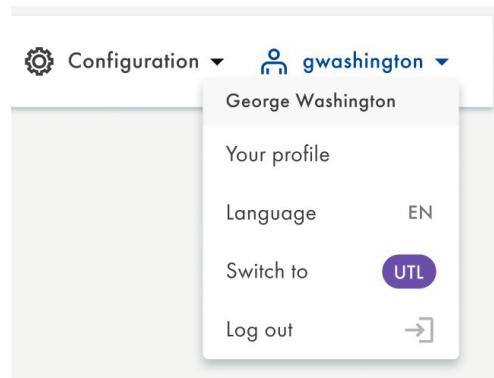 Configuration gwashington
George Washington
Your profile
Language EN
Switch to UTL
Log out